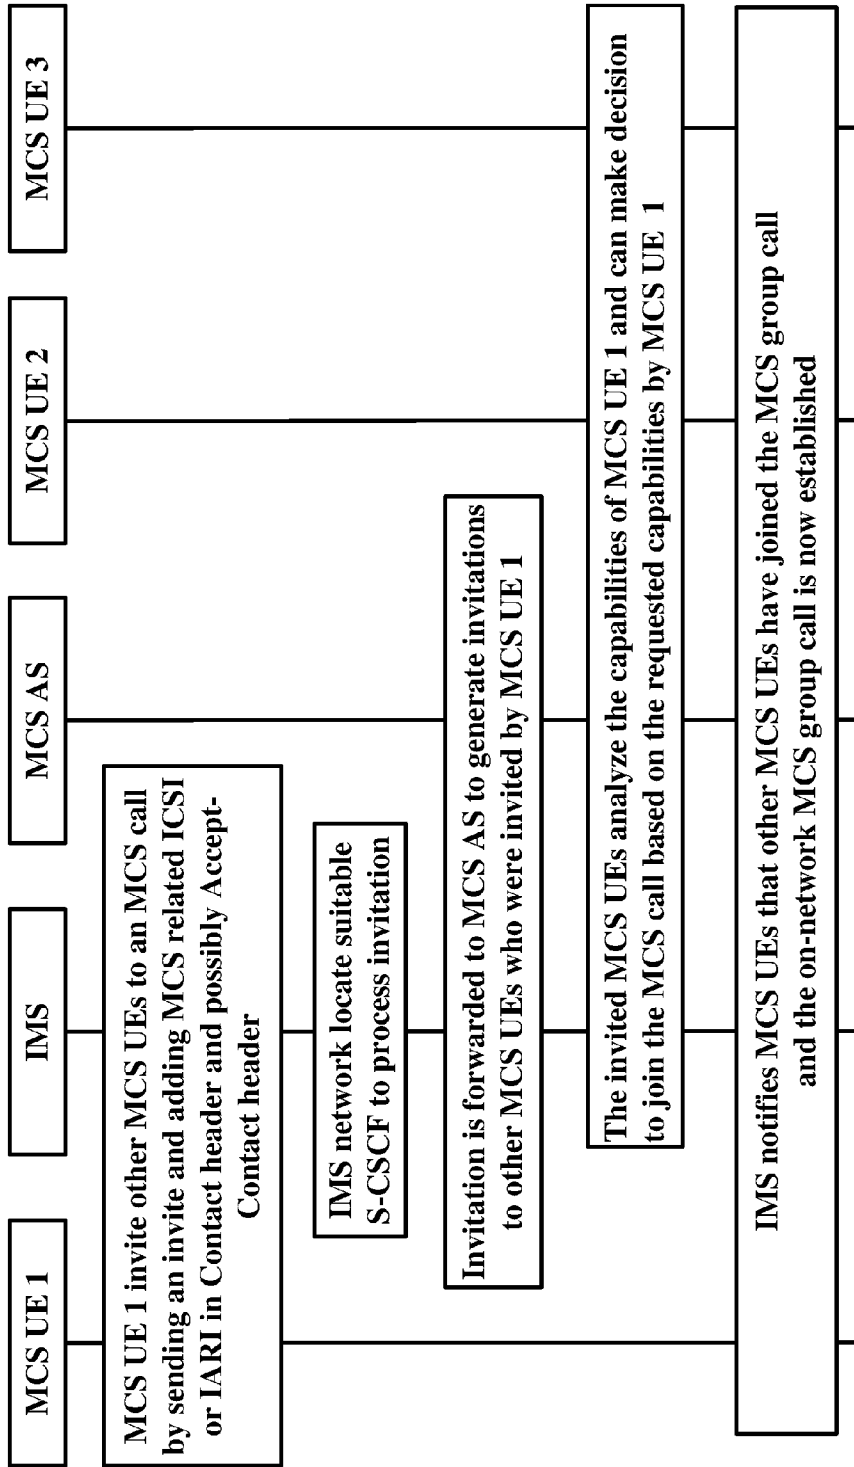 MCS UE 1
IMS
MCS AS
MCS UE 2
MCS UE 3
MCS UE 1 invite other MCS UEs to an MCS call
by sending an invite and adding MCS related ICSI
or IARI in Contact header and possibly Accept-
Contact header
IMS network locate suitable
S-CSCF to process invitation
Invitation is forwarded to MCS AS to generate invitations
to other MCS UEs who were invited by MCS UE 1
The invited MCS UEs analyze the capabilities of MCS UE 1 and can make decision
to join the MCS call based on the requested capabilities by MCS UE 1
IMS notifies MCS UEs that other MCS UEs have joined the MCS group call
and the on-network MCS group call is now established